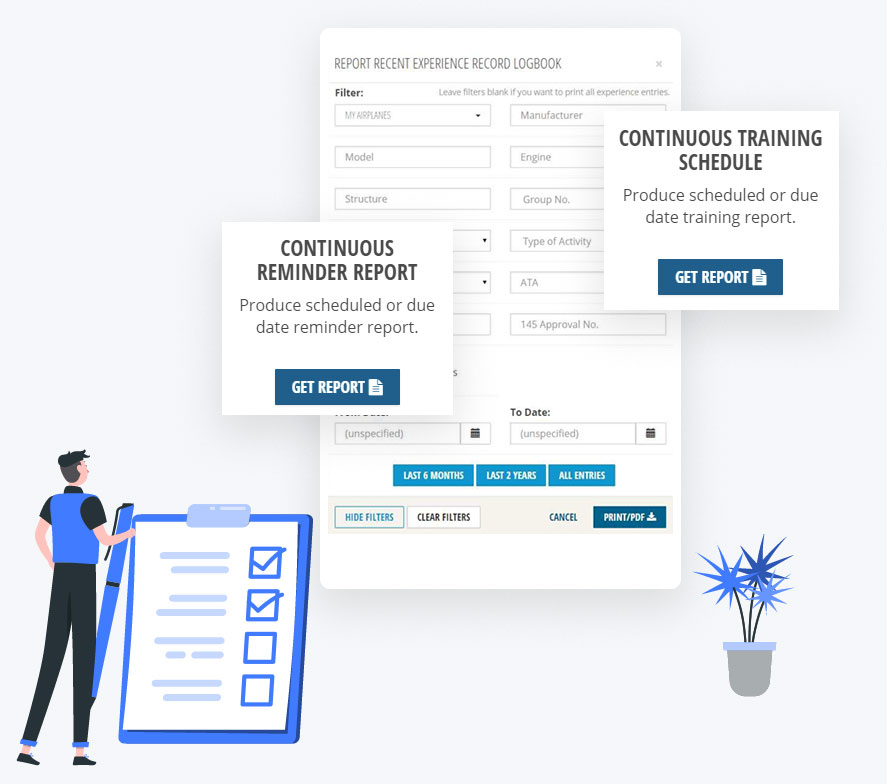 REPORT RECENT EXPERIENCE RECORD LOGBOOK ×
Filter: Leave filters blank if you want to print all experience entries.
MY AIRPLANES
Manufacturer
Model
Engine
Structure
Group No.
Type of Activity
ATA
145 Approval No.
s
To Date:
(unspecified)
(unspecified)
LAST 6 MONTHS
LAST 2 YEARS
ALL ENTRIES
HIDE FILTERS
CLEAR FILTERS
CANCEL
PRINT/PDF
CONTINUOUS TRAINING
SCHEDULE
Produce scheduled or due
date training report.
GET REPORT
CONTINUOUS
REMINDER REPORT
Produce scheduled or due
date reminder report.
GET REPORT